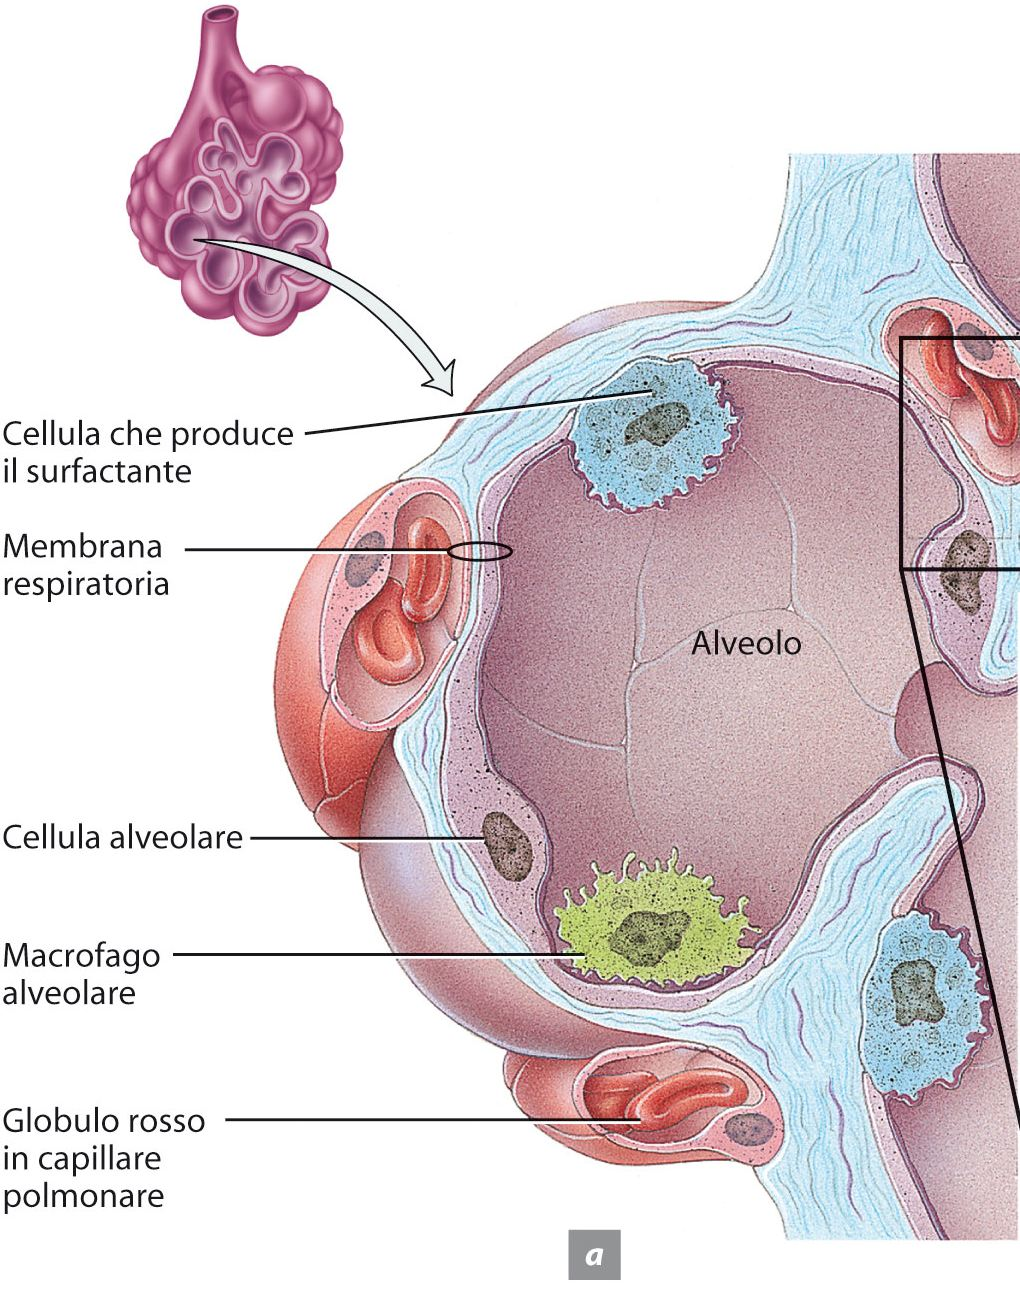 Cellula che produce
il surfactante
Membrana
respiratoria
Alveolo
Cellula alveolare
Macrofago
alveolare
Globulo rosso
in capillare
polmonare
a